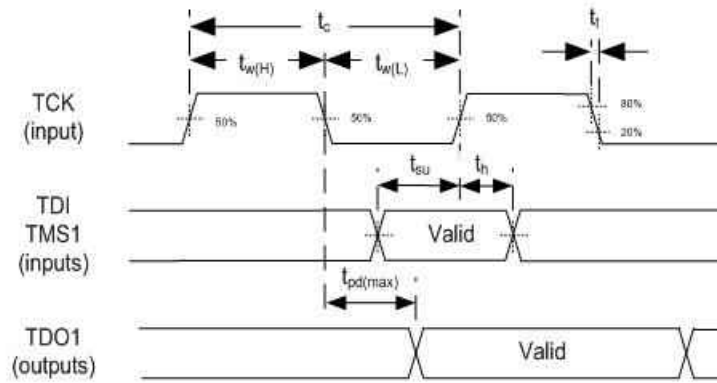 tc
tf
tw(H)
tw(L)
TCK
(input)
50%
50%
50%
80%
20%
tsu
th
TDI
TMS1
(inputs)
Valid
tpd(max)
TDO1
(outputs)
Valid